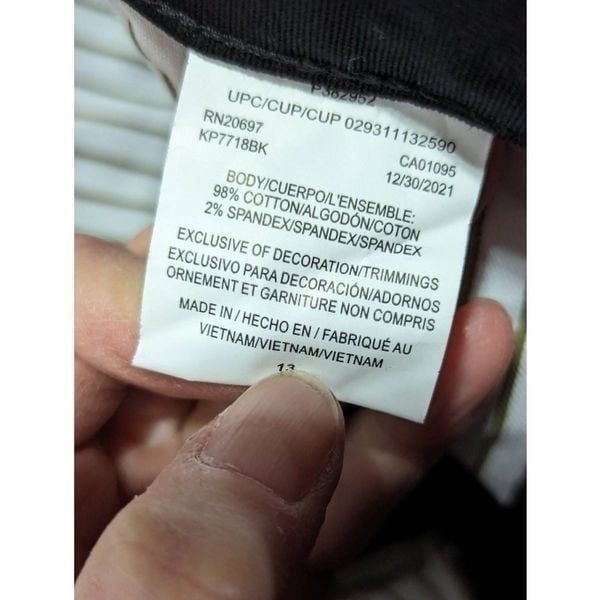 P382952
UPC/CUP/CUP 029311132590
RN20697
KP7718BK
CA01095
12/30/2021
BODY/CUERPO/L'ENSEMBLE:
98% COTTON/ALGODÓN/COTON
2% SPANDEX/SPANDEX/SPANDEX
EXCLUSIVE OF DECORATION/TRIMMINGS
EXCLUSIVO PARA DECORACIÓN/ADORNOS
ORNEMENT ET GARNITURE NON COMPRIS
MADE IN / HECHO EN / FABRIQUÉ AU
VIETNAM/VIETNAM/VIETNAM
13